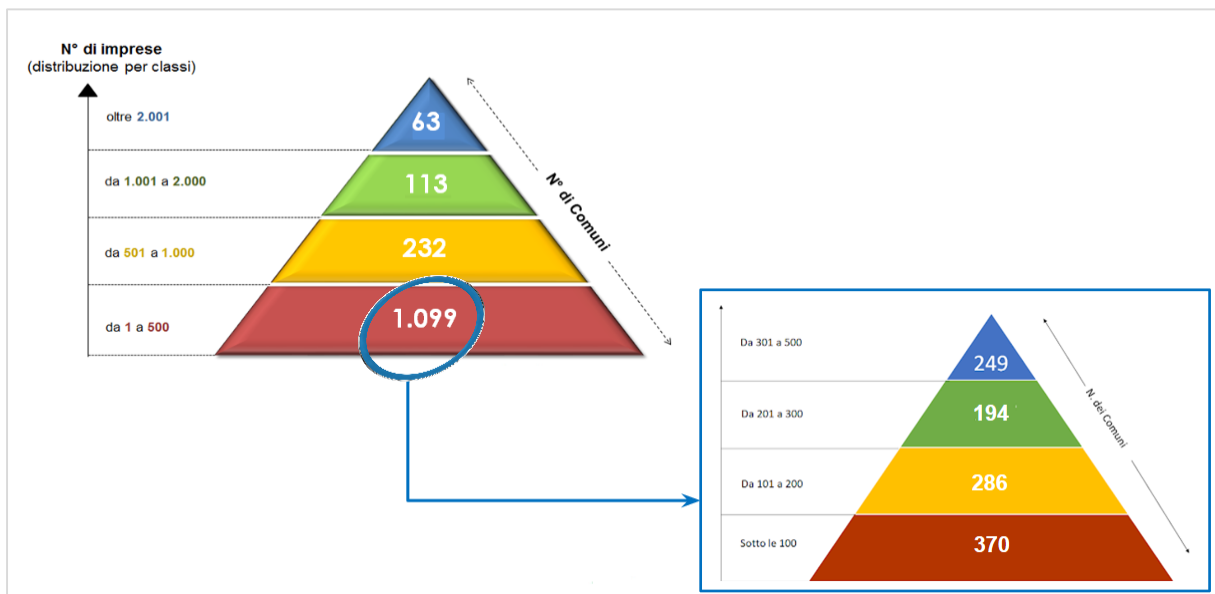 N° di imprese
(distribuzione per classi)
oltre 2.001
63
da 1.001 a 2.000
113
da 501 a 1.000
232
da 1 a 500
1.099
N° di Comuni
Da 301 a 500
249
Da 201 a 300
194
Da 101 a 200
286
Sotto le 100
370
N. dei Comuni